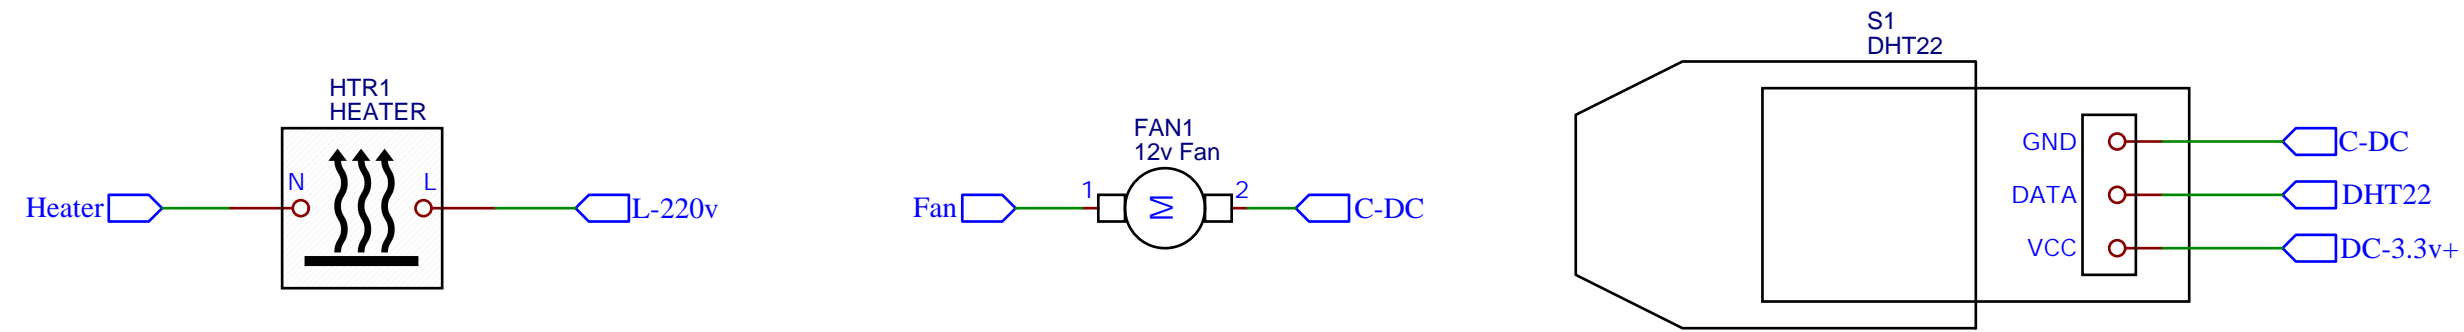 HTR1
HEATER
N
L
Heater
L-220v
FAN1
12v Fan
1
M
2
Fan
C-DC
S1
DHT22
GND
C-DC
DATA
DHT22
VCC
DC-3.3v+